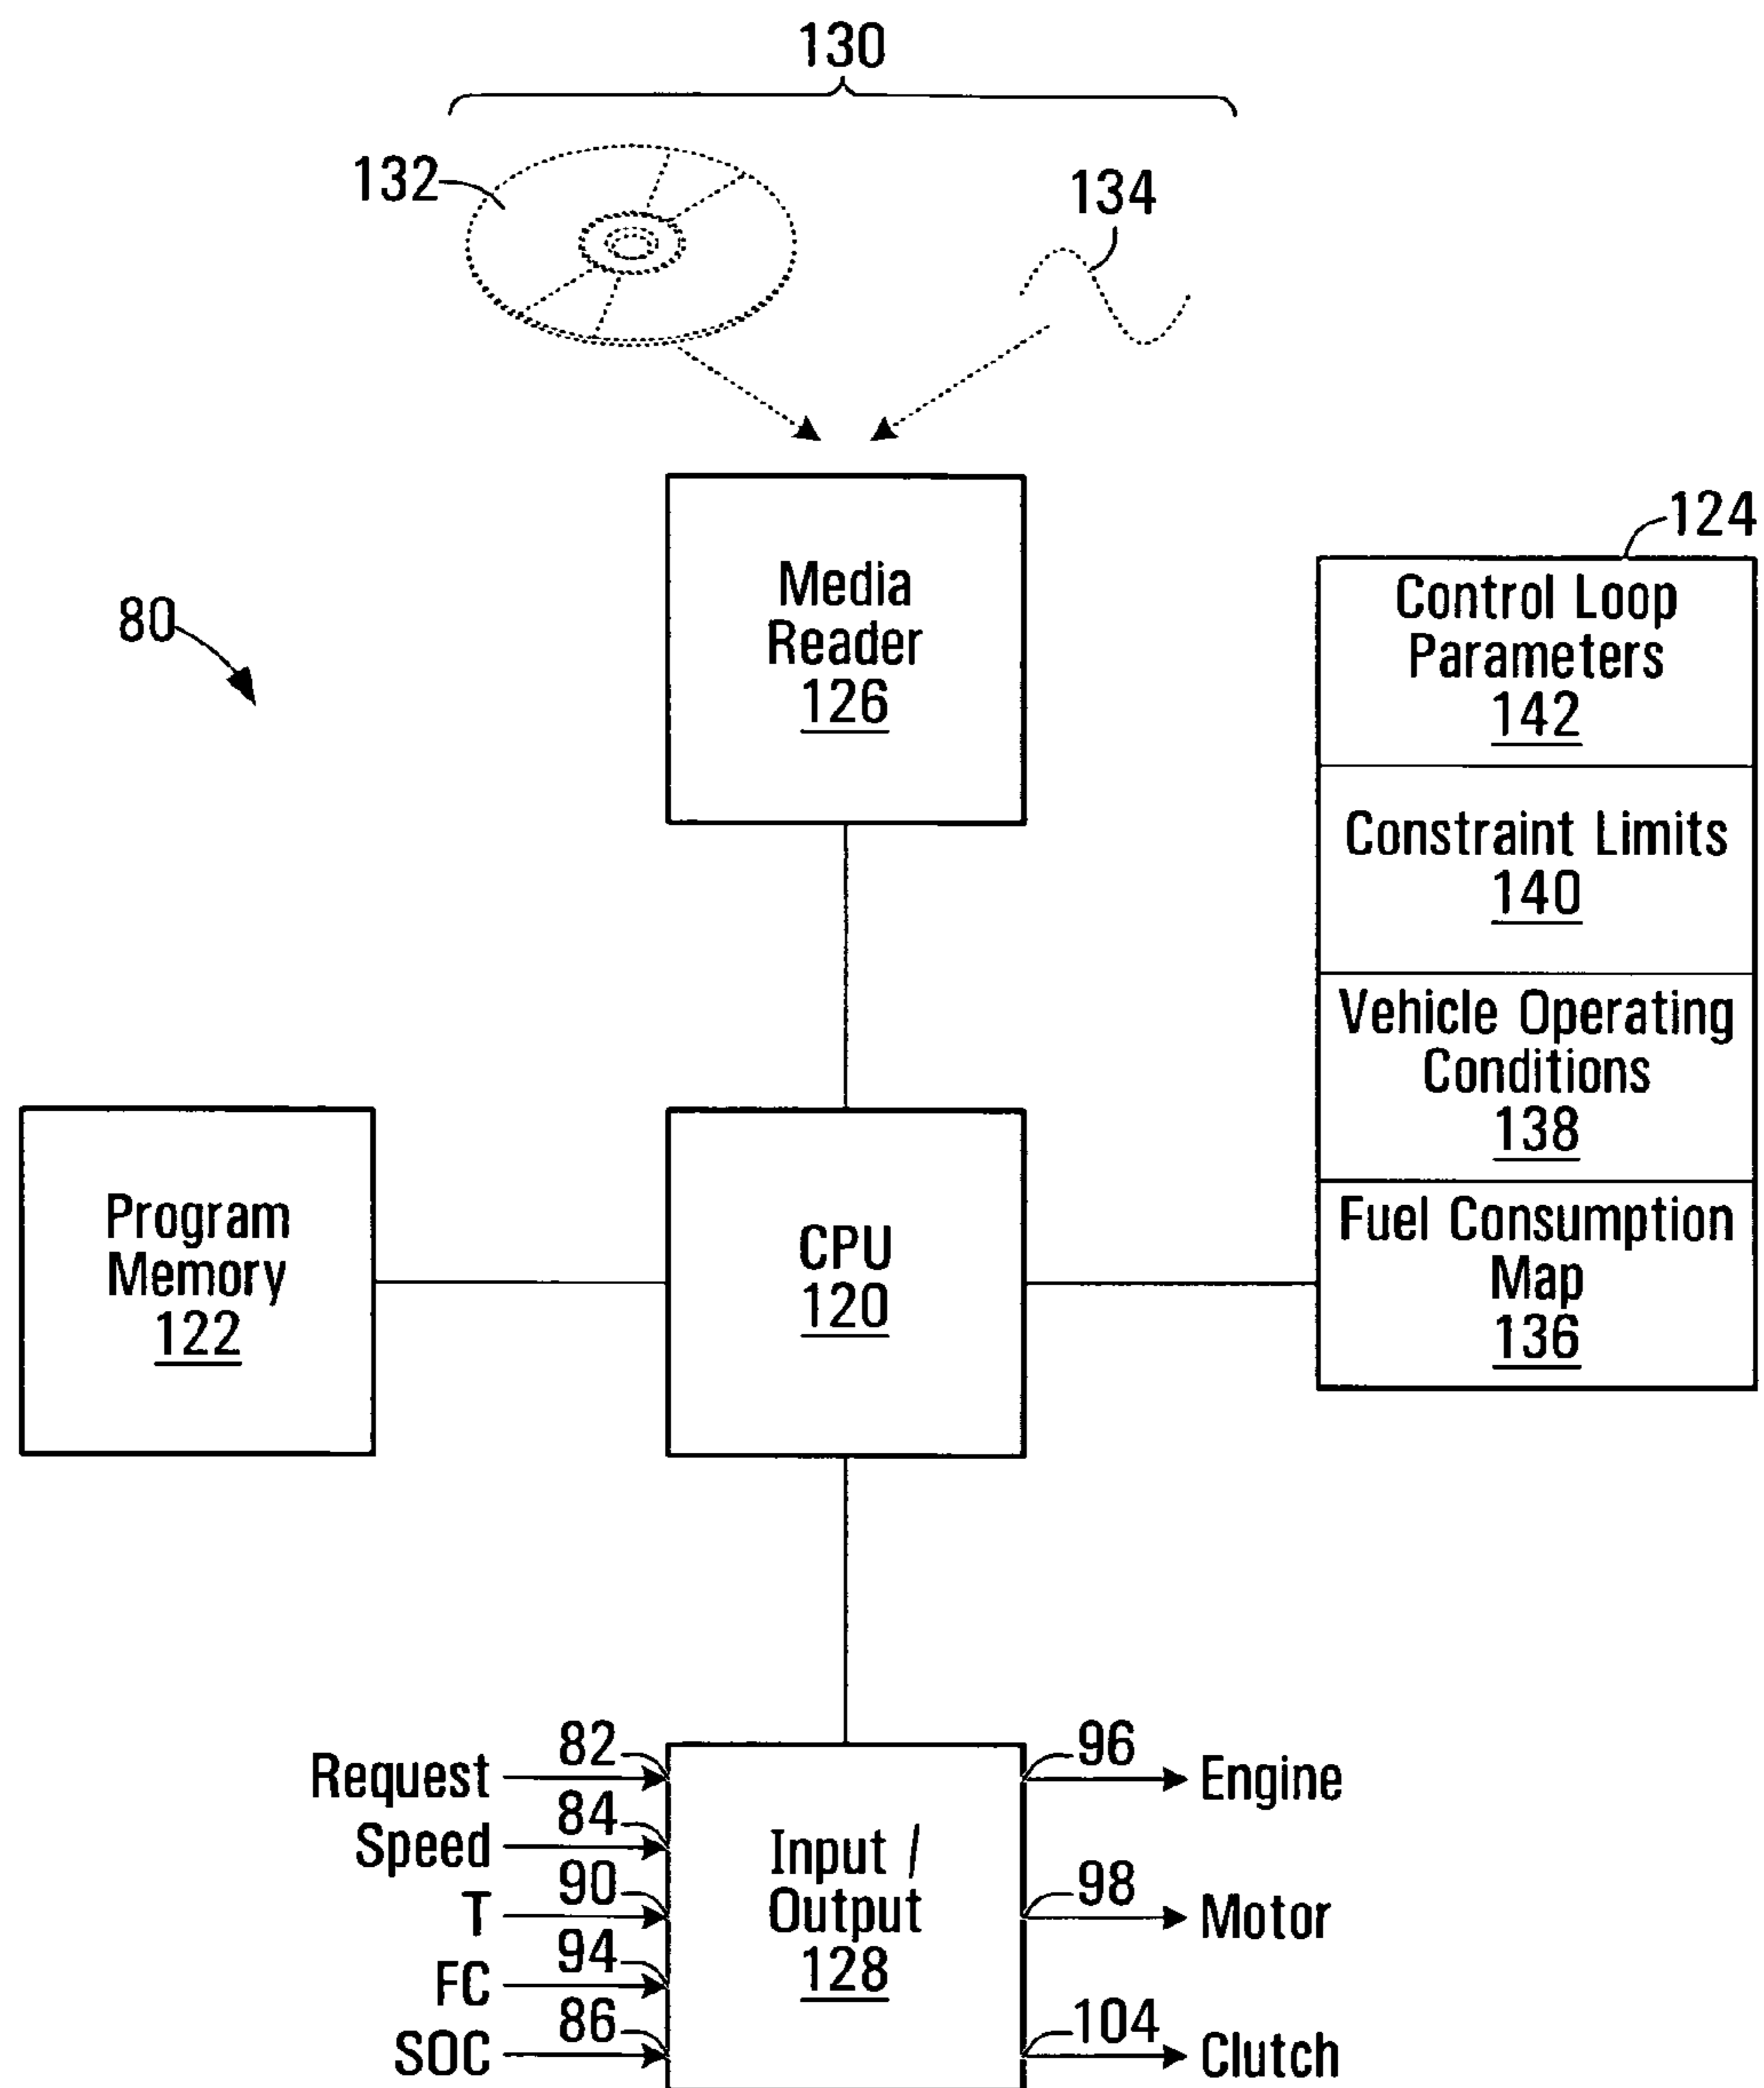 130
132
134
124
80
Media
Reader
126
Control Loop
Parameters
142
Constraint Limits
140
Vehicle Operating
Conditions
138
Fuel Consumption
Map
136
Program
Memory
122
CPU
120
Request 82
Speed 84
T 90
FC 94
SOC 86
Input /
Output
128
96 Engine
98 Motor
104 Clutch